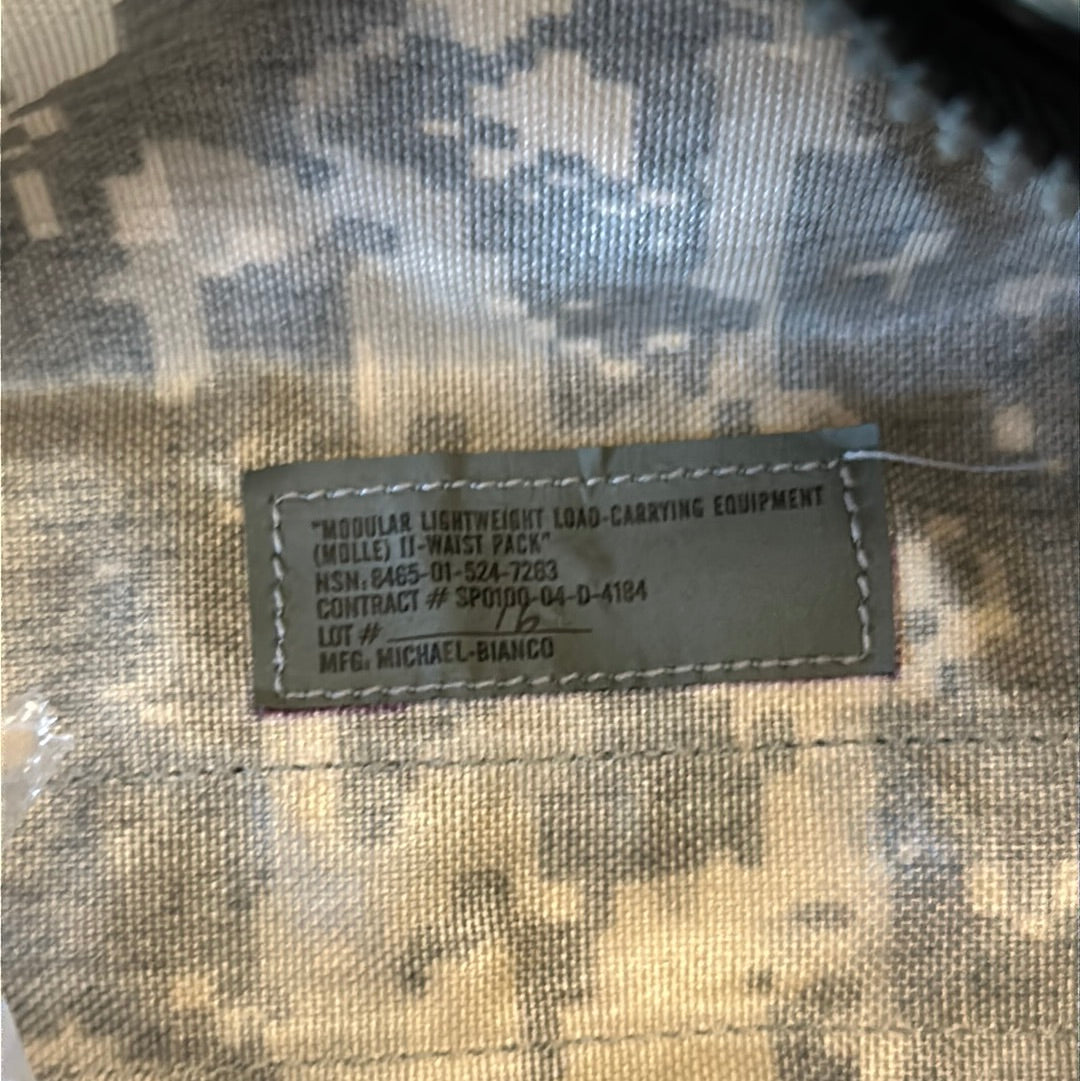 "MODULAR LIGHTWEIGHT LOAD-CARRYING EQUIPMENT
(MOLLE) II-WAIST PACK"
NSN: 8465-01-524-7263
CONTRACT # SP0100-04-D-4184
LOT # 16
MFG: MICHAEL-BIANCO